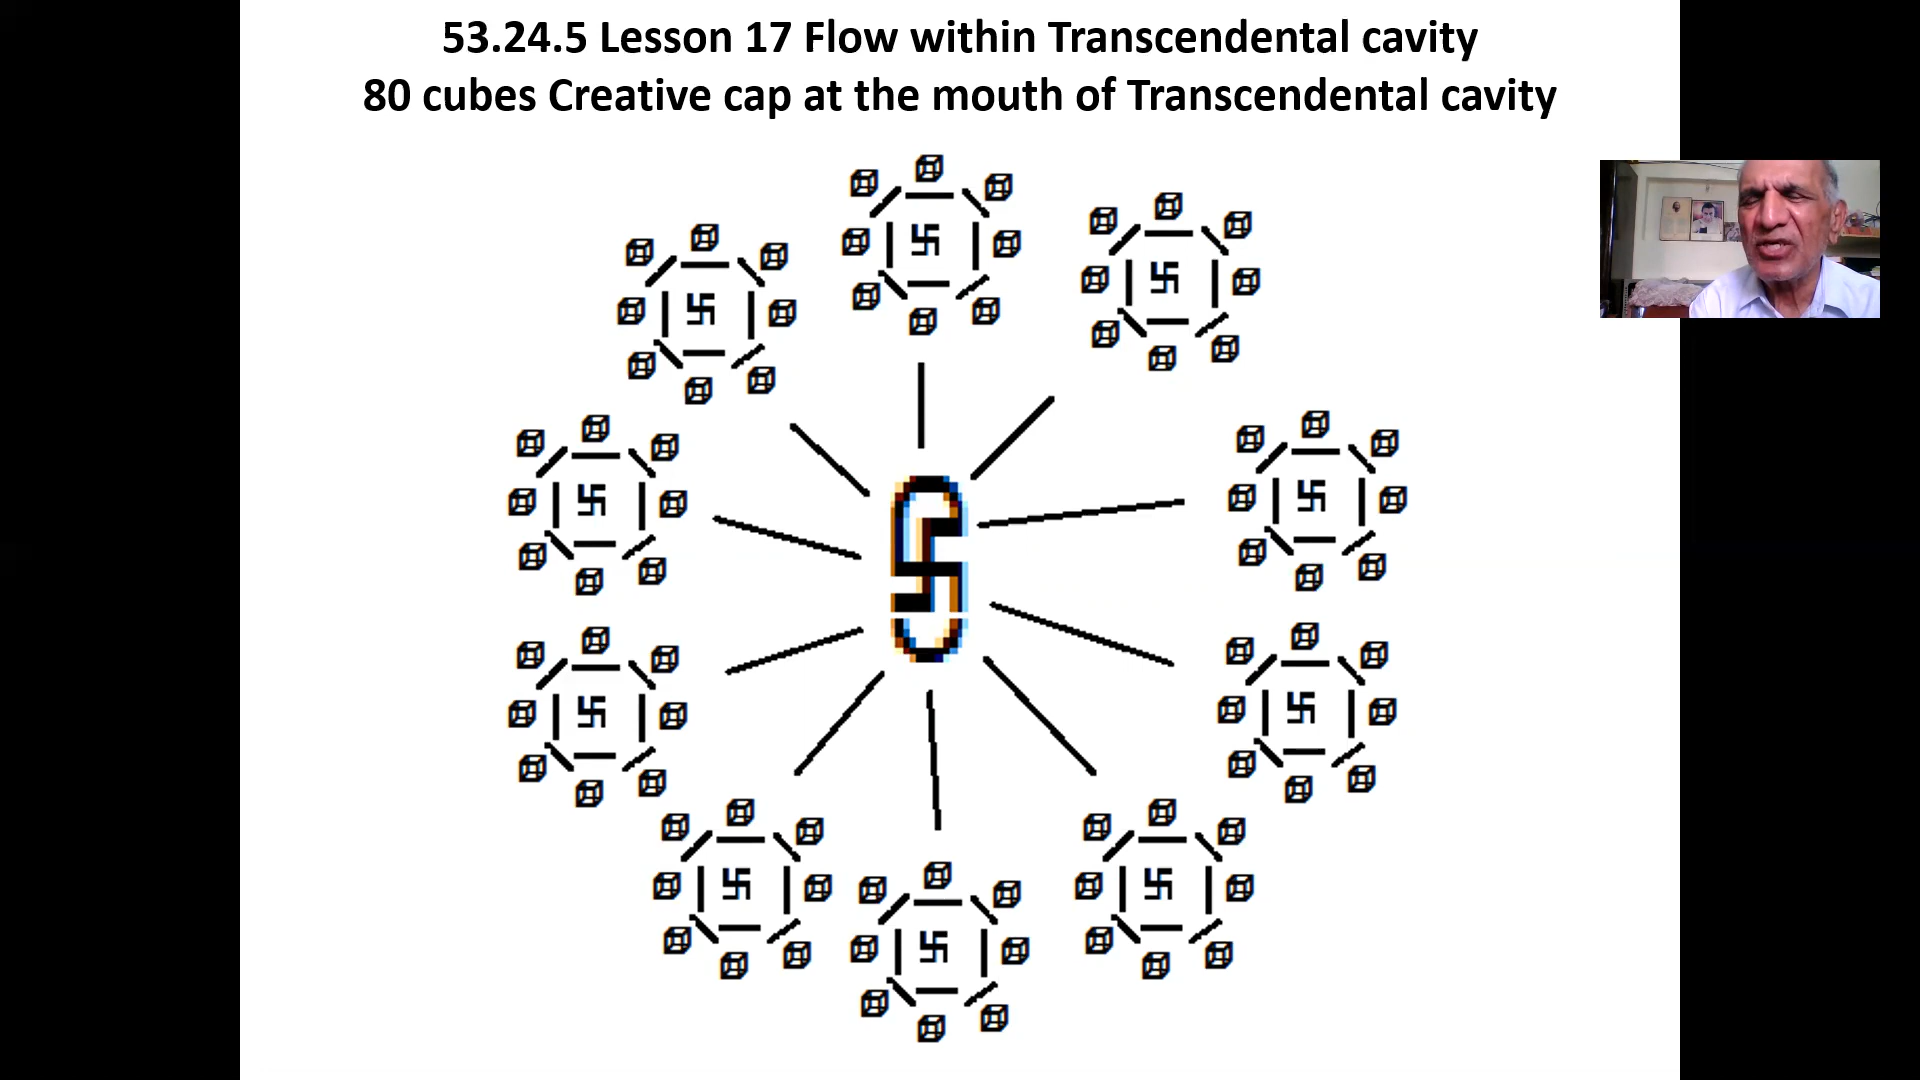 53.24.5 Lesson 17 Flow within Transcendental cavity
80 cubes Creative cap at the mouth of Transcendental cavity